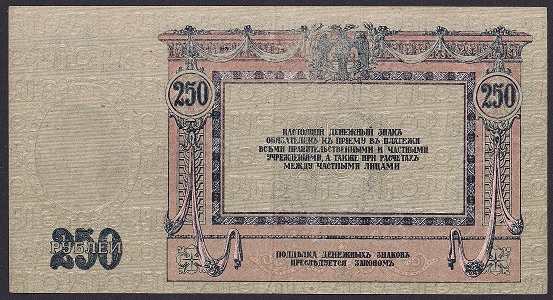 250
250
НАСТОЯЩІЙ ДЕНЕЖНЫЙ ЗНАКЪ
ОБЯЗАТЕЛЕНЪ КЪ ПРІЕМУ ВЪ ПЛАТЕЖИ
ВСѢМИ ПРАВИТЕЛЬСТВЕННЫМИ И ЧАСТНЫМИ
УЧРЕЖДЕНІЯМИ, А ТАКЖЕ ПРИ РАСЧЕТАХЪ
МЕЖДУ ЧАСТНЫМИ ЛИЦАМИ
250
РУБЛЕЙ
ПОДДѢЛКА ДЕНЕЖНЫХЪ ЗНАКОВЪ
ПРЕСЛѢДУЕТСЯ ЗАКОНОМЪ